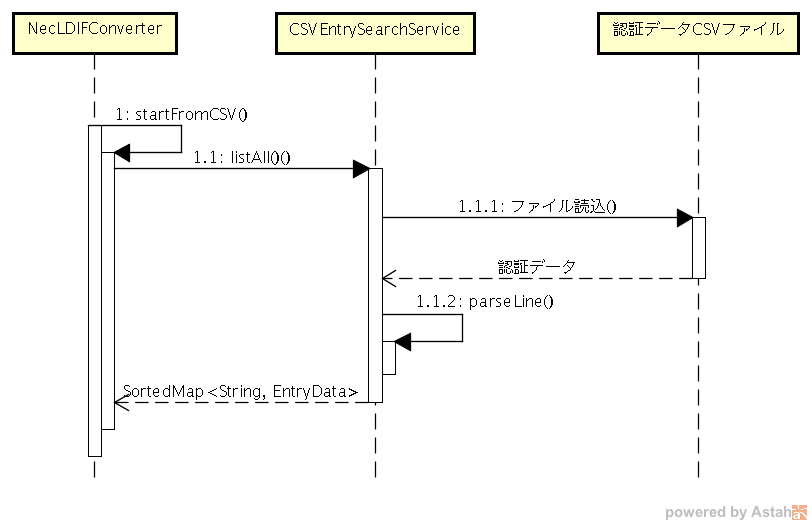 NecLDIFConverter
CSVEntrySearchService
認証データCSVファイル
1: startFromCSV()
1.1: listAll()()
1.1.1: ファイル読込()
認証データ
1.1.2: parseLine()
SortedMap<String, EntryData>
powered by Astah